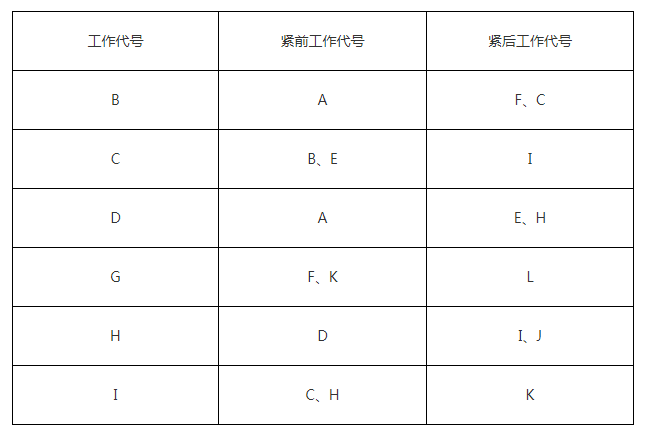 工作代号 紧前工作代号 紧后工作代号
B A F、C
C B、E I
D A E、H
G F、K L
H D I、J
I C、H K